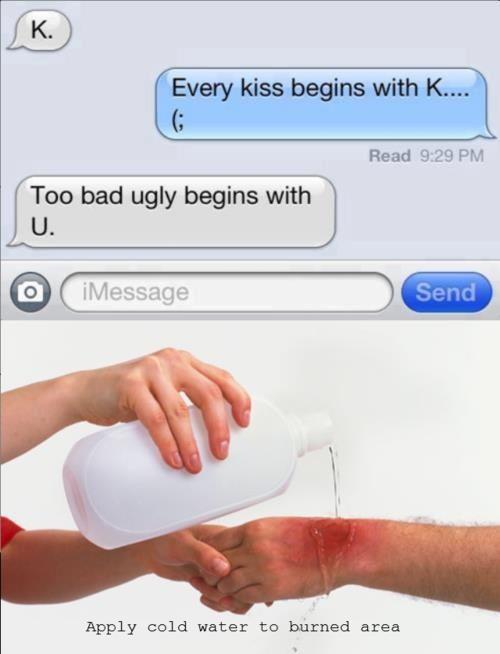 K.
Every kiss begins with K....
(;
Read 9:29 PM
Too bad ugly begins with
U.
iMessage
Send
Apply cold water to burned area